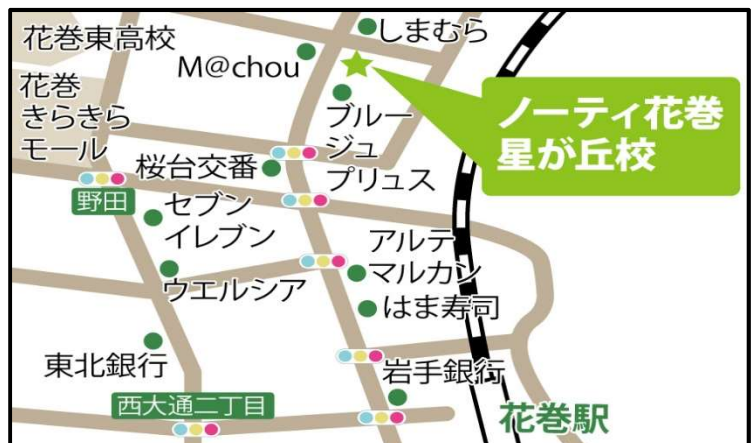 花巻東高校
しまむら
M@chou
花巻
きらきら
モール
ブルー
ジュ
プリュス
ノーティ花巻
星が丘校
桜台交番
野田
セブン
イレブン
アルテ
マルカン
ウエルシア
はま寿司
東北銀行
岩手銀行
西大通二丁目
花巻駅